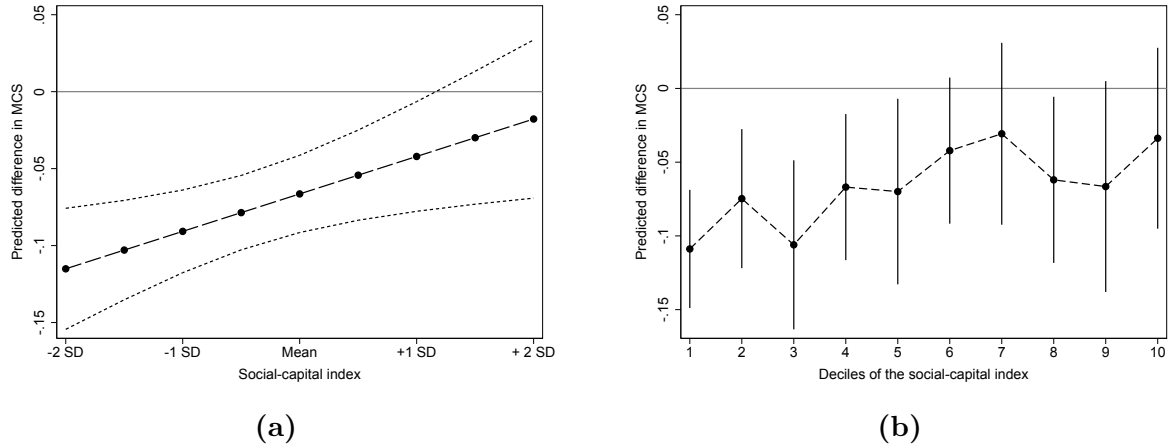 .05
0
-.05
-.1
-.15
Predicted difference in MCS
-2 SD -1 SD Mean +1 SD + 2 SD
Social-capital index
(a)
.05
0
-.05
-.1
-.15
Predicted difference in MCS
1 2 3 4 5 6 7 8 9 10
Deciles of the social-capital index
(b)